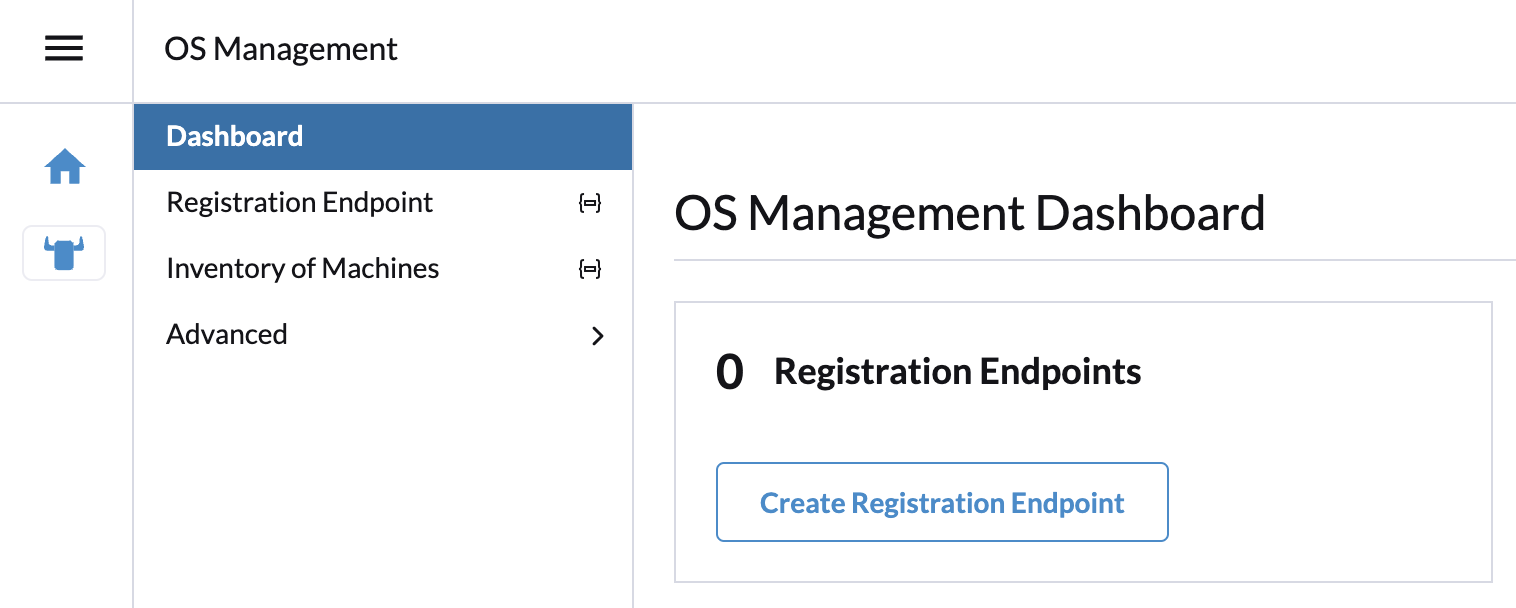 OS Management
Dashboard
Registration Endpoint
Inventory of Machines
Advanced
OS Management Dashboard
0 Registration Endpoints
Create Registration Endpoint